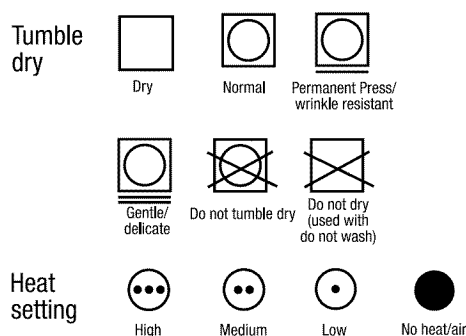 Tumble
dry
Dry
Normal
Permanent Press/
wrinkle resistant
Gentle/
delicate
Do not tumble dry
Do not dry
(used with
do not wash)
Heat
setting
High
Medium
Low
No heat/air